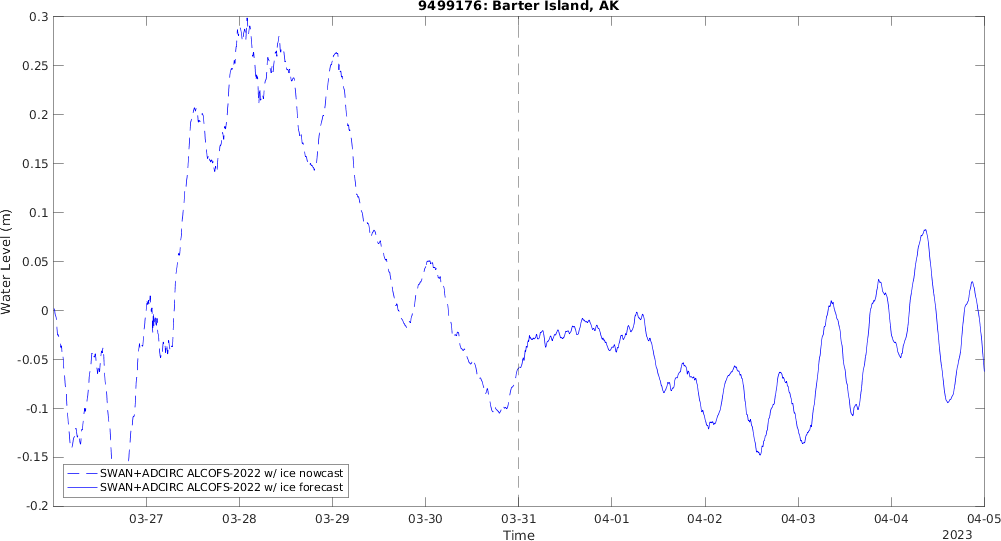 9499176: Barter Island, AK
0.3
0.25
0.2
0.15
0.1
0.05
0
-0.05
-0.1
-0.15
-0.2
Water Level (m)
SWAN+ADCIRC ALCOFS-2022 w/ ice nowcast
SWAN+ADCIRC ALCOFS-2022 w/ ice forecast
03-27 03-28 03-29 03-30 03-31 04-01 04-02 04-03 04-04 04-05
Time
2023